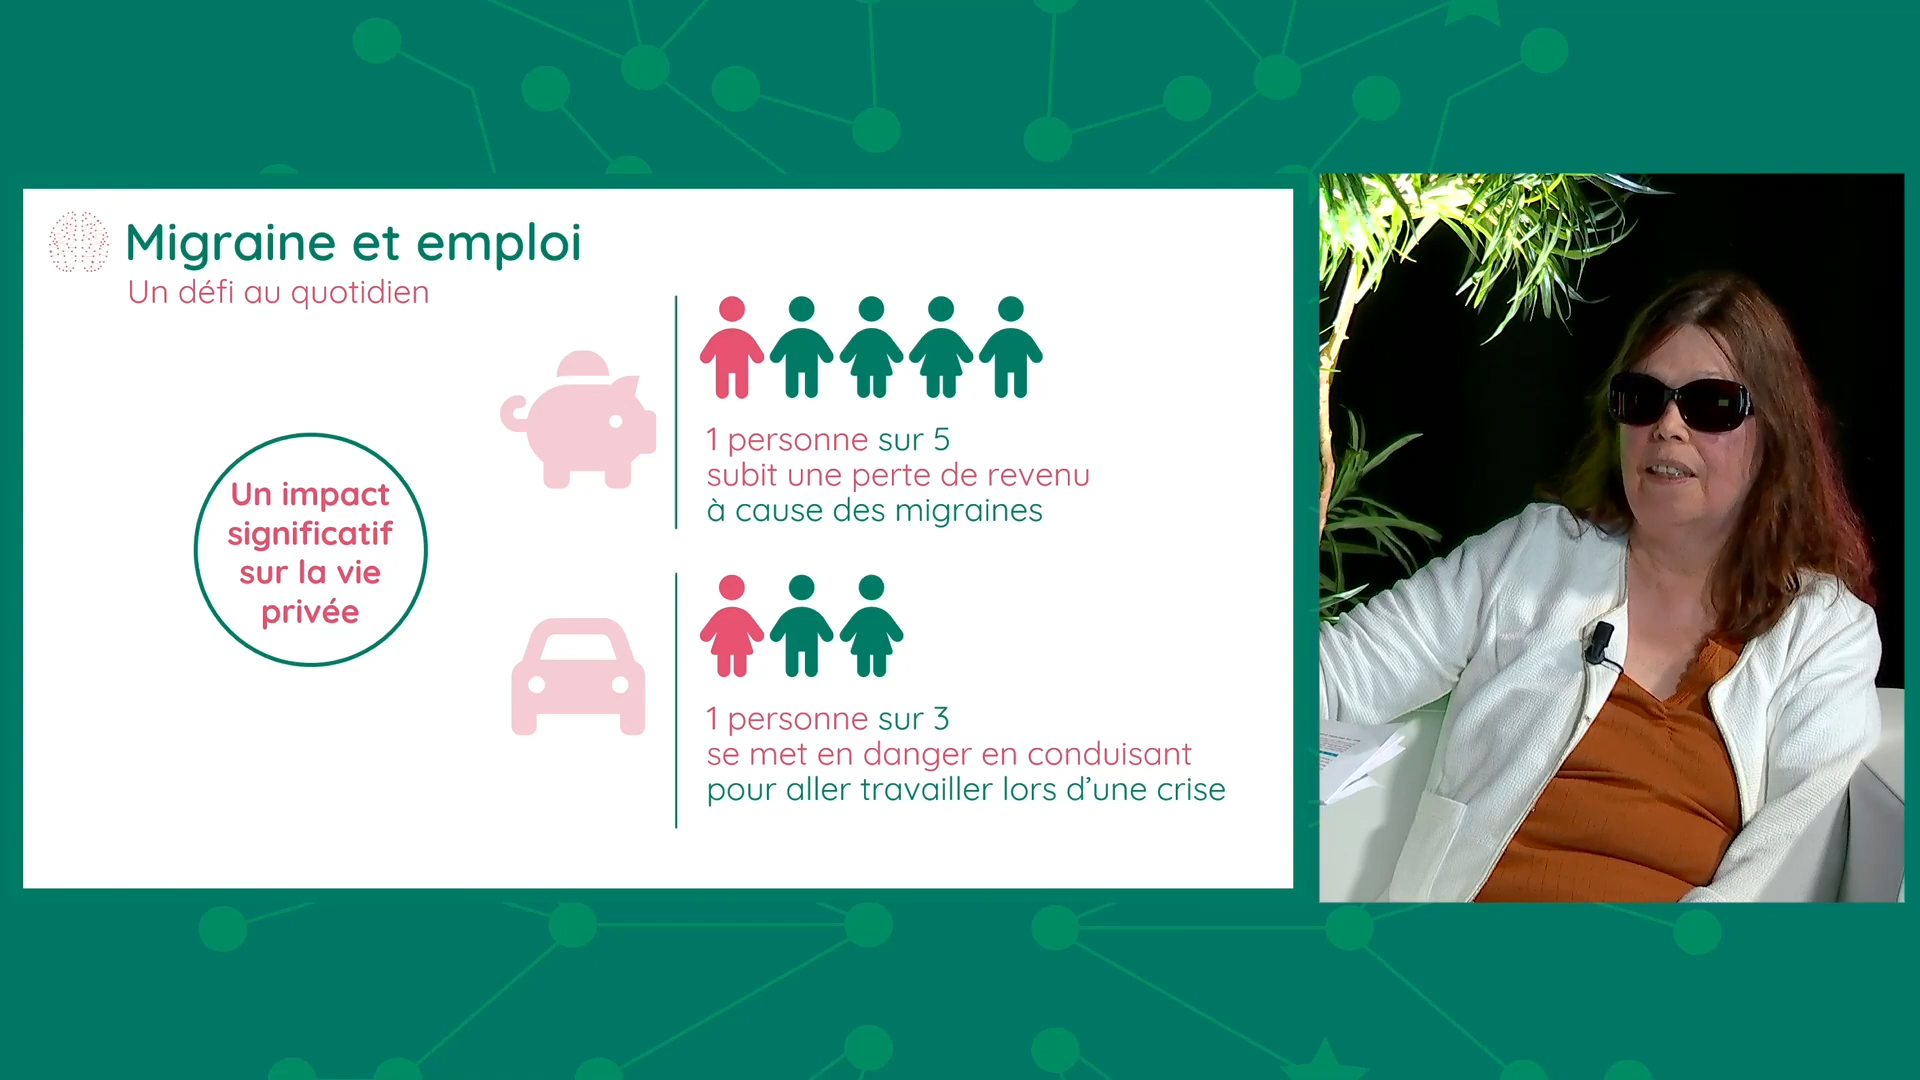 Migraine et emploi
Un défi au quotidien
Un impact
significatif
sur la vie
privée
1 personne sur 5
subit une perte de revenu
à cause des migraines
1 personne sur 3
se met en danger en conduisant
pour aller travailler lors d’une crise